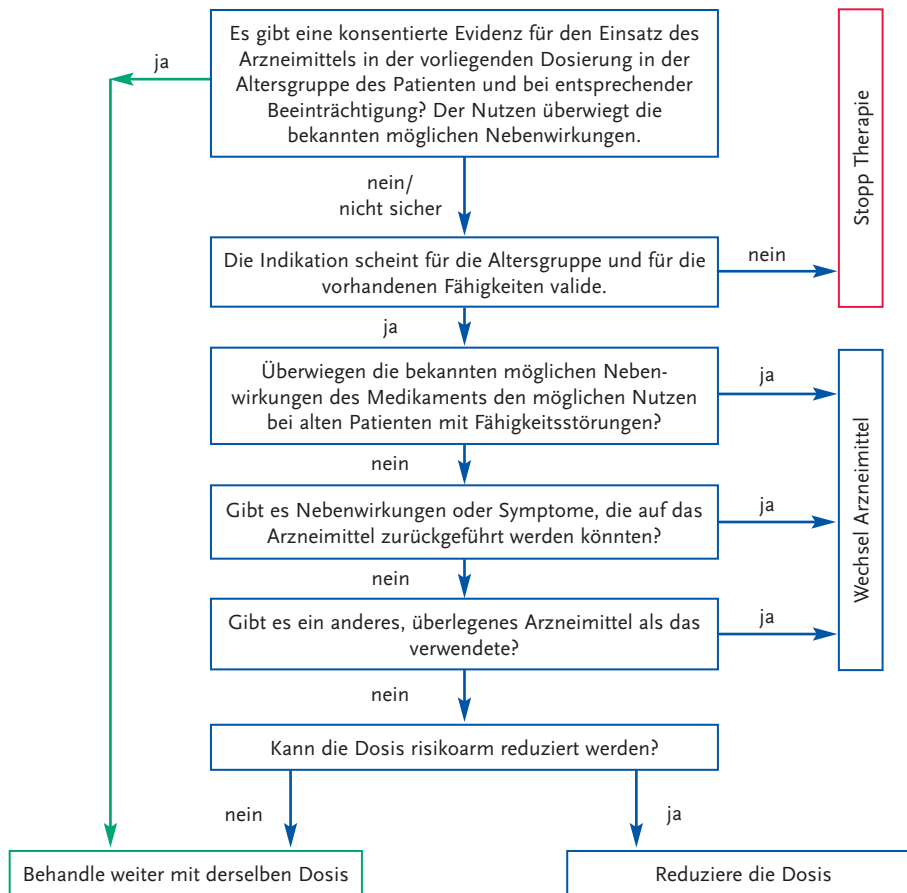 Es gibt eine konsentierte Evidenz für den Einsatz des
Arzneimittels in der vorliegenden Dosierung in der
Altersgruppe des Patienten und bei entsprechender
Beeinträchtigung? Der Nutzen überwiegt die
bekannten möglichen Nebenwirkungen.
ja
nein/
nicht sicher
Stopp Therapie
Die Indikation scheint für die Altersgruppe und für die
vorhandenen Fähigkeiten valide.
nein
ja
Überwiegen die bekannten möglichen Neben-
wirkungen des Medikaments den möglichen Nutzen
bei alten Patienten mit Fähigkeitsstörungen?
ja
nein
Wechsel Arzneimittel
Gibt es Nebenwirkungen oder Symptome, die auf das
Arzneimittel zurückgeführt werden könnten?
ja
nein
Gibt es ein anderes, überlegenes Arzneimittel als das
verwendete?
ja
nein
Kann die Dosis risikoarm reduziert werden?
nein
ja
Behandle weiter mit derselben Dosis
Reduziere die Dosis